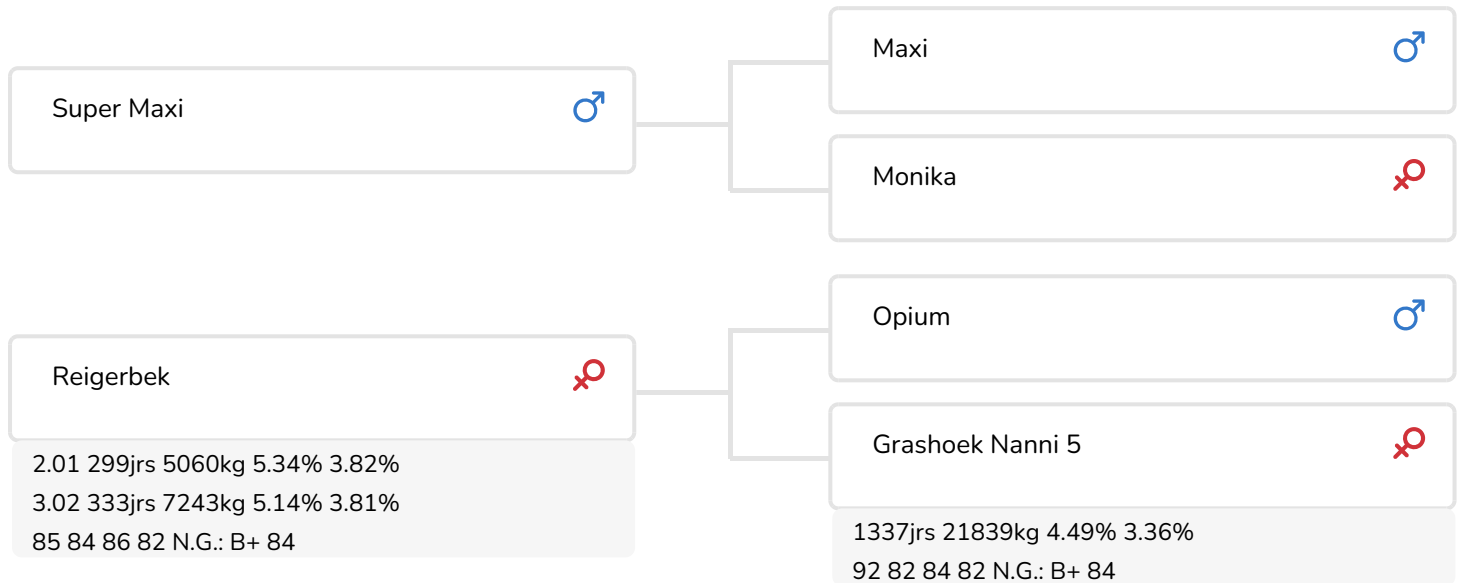 Maxi
Super Maxi
Monika
Opium
Reigerbek
Grashoek Nanni 5
2.01 299jrs 5060kg 5.34% 3.82%
3.02 333jrs 7243kg 5.14% 3.81%
85 84 86 82 N.G.: B+ 84
1337jrs 21839kg 4.49% 3.36%
92 82 84 82 N.G.: B+ 84